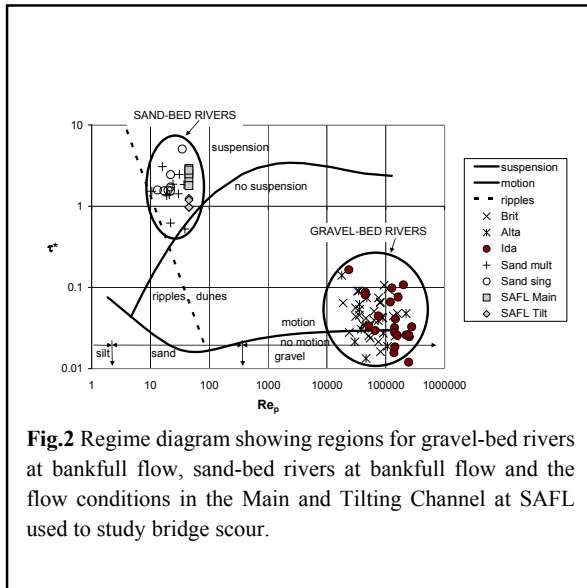 SAND-BED RIVERS
10
suspension
no suspension
1
τ*
GRAVEL-BED RIVERS
0.1
ripples dunes
motion
no motion
silt sand gravel
0.01
1 10 100 1000 10000 100000 1000000
Re_p
suspension
motion
ripples
Brit
Alta
Ida
Sand mult
Sand sing
SAFL Main
SAFL Tilt
Fig.2 Regime diagram showing regions for gravel-bed rivers
at bankfull flow, sand-bed rivers at bankfull flow and the
flow conditions in the Main and Tilting Channel at SAFL
used to study bridge scour.